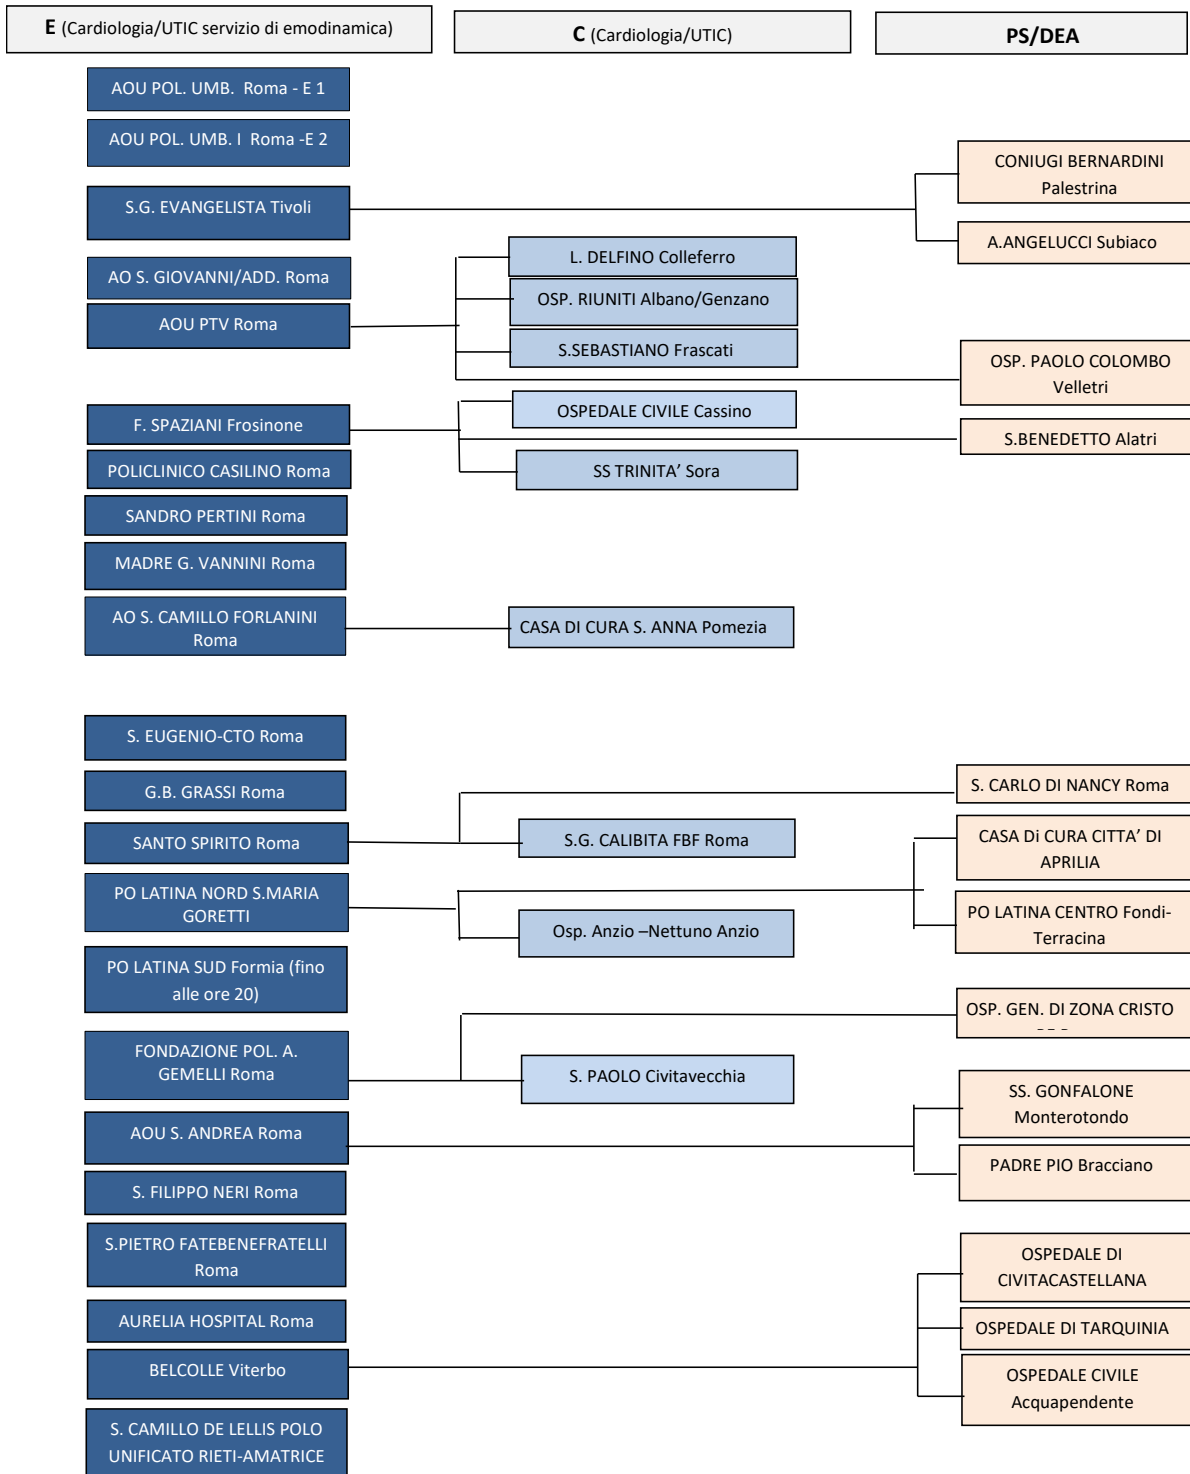 E (Cardiologia/UTIC servizio di emodinamica)
C (Cardiologia/UTIC)
PS/DEA
AOU POL. UMB. Roma - E 1
AOU POL. UMB. I Roma -E 2
CONIUGI BERNARDINI
Palestrina
S.G. EVANGELISTA Tivoli
A.ANGELUCCI Subiaco
L. DELFINO Colleferro
AO S. GIOVANNI/ADD. Roma
OSP. RIUNITI Albano/Genzano
AOU PTV Roma
S.SEBASTIANO Frascati
OSP. PAOLO COLOMBO
Velletri
OSPEDALE CIVILE Cassino
F. SPAZIANI Frosinone
S.BENEDETTO Alatri
POLICLINICO CASILINO Roma
SS TRINITA’ Sora
SANDRO PERTINI Roma
MADRE G. VANNINI Roma
AO S. CAMILLO FORLANINI
Roma
CASA DI CURA S. ANNA Pomezia
S. EUGENIO-CTO Roma
G.B. GRASSI Roma
S. CARLO DI NANCY Roma
SANTO SPIRITO Roma
S.G. CALIBITA FBF Roma
CASA Di CURA CITTA’ DI
APRILIA
PO LATINA NORD S.MARIA
GORETTI
Osp. Anzio –Nettuno Anzio
PO LATINA CENTRO Fondi-
Terracina
PO LATINA SUD Formia (fino
alle ore 20)
OSP. GEN. DI ZONA CRISTO
FONDAZIONE POL. A.
GEMELLI Roma
S. PAOLO Civitavecchia
SS. GONFALONE
Monterotondo
AOU S. ANDREA Roma
PADRE PIO Bracciano
S. FILIPPO NERI Roma
S.PIETRO FATEBENEFRATELLI
Roma
OSPEDALE DI
CIVITACASTELLANA
AURELIA HOSPITAL Roma
OSPEDALE DI TARQUINIA
BELCOLLE Viterbo
OSPEDALE CIVILE
Acquapendente
S. CAMILLO DE LELLIS POLO
UNIFICATO RIETI-AMATRICE